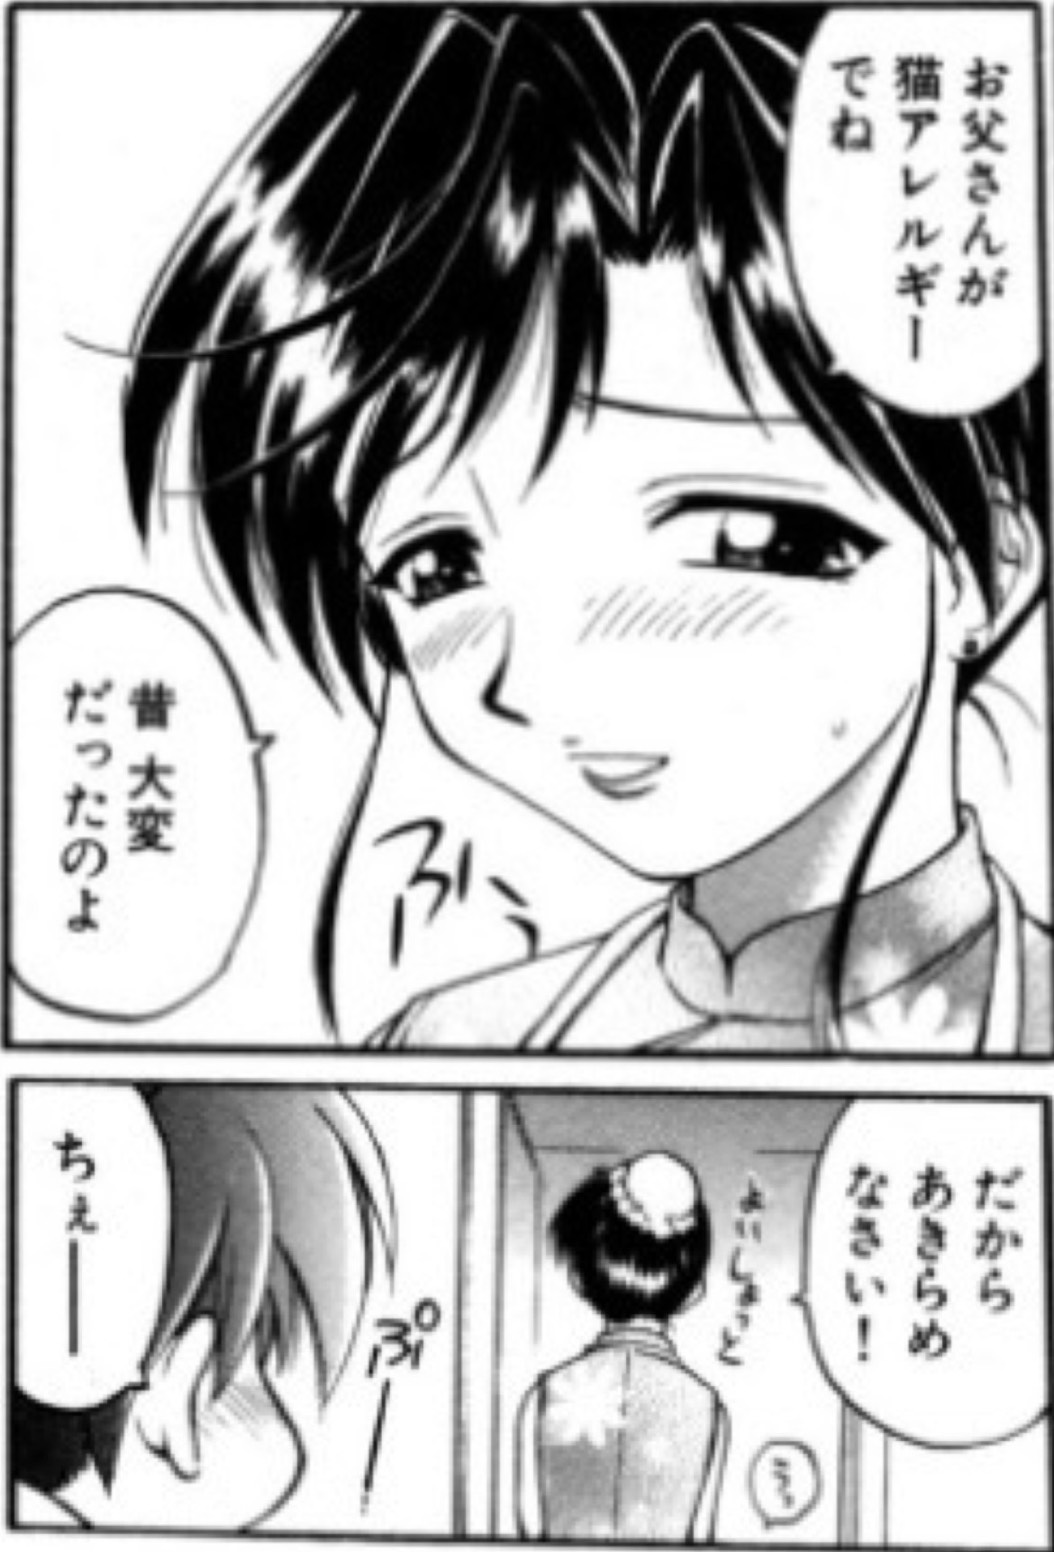 お父さんが
猫アレルギー
でね
昔 大変
だったのよ
ふぅ
だから
あきらめ
なさい!
よいしょっと
ちぇ――
ぷー